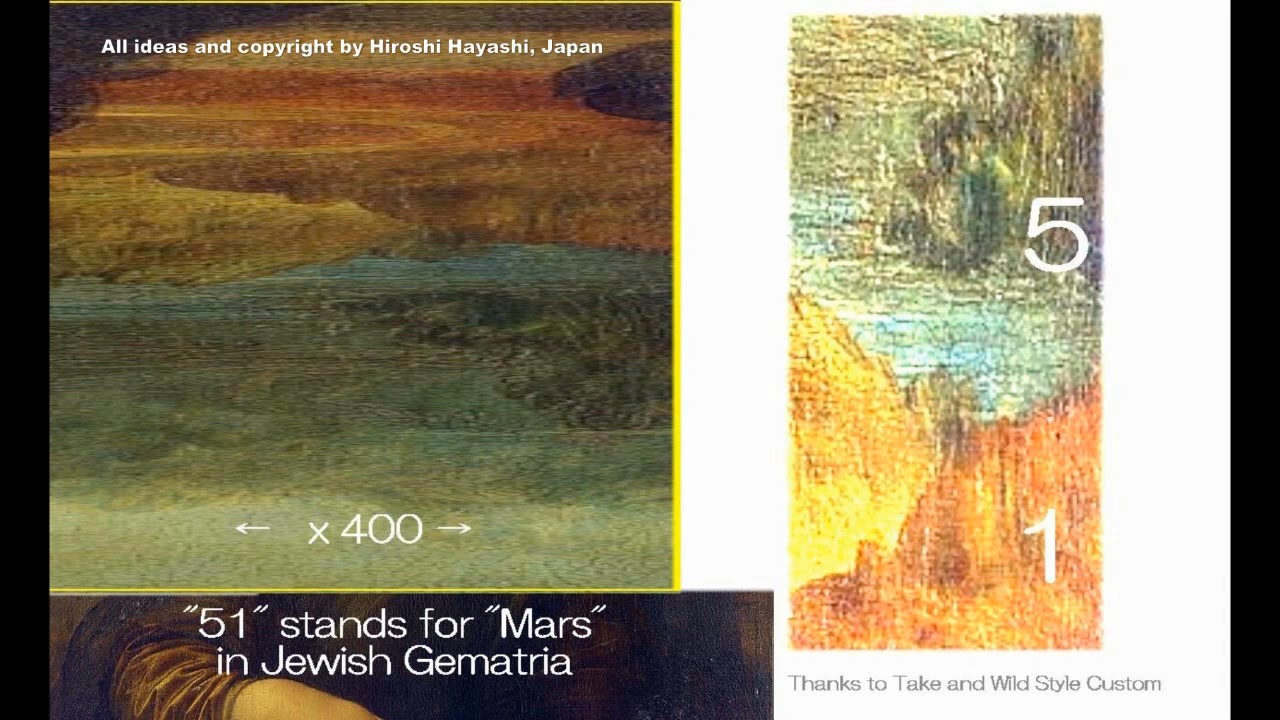 All ideas and copyright by Hiroshi Hayashi, Japan
5
← x 400 →
1
"51" stands for "Mars"
in Jewish Gematria
Thanks to Take and Wild Style Custom